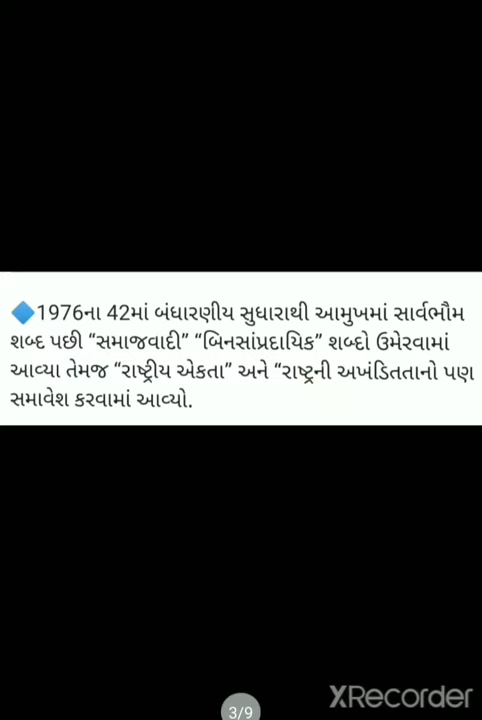 🔷1976ના 42માં બંધારણીય સુધારાથી આમુખમાં સાર્વભૌમ
શબ્દ પછી “સમાજવાદી” “બિનસાંપ્રદાયિક” શબ્દો ઉમેરવામાં
આવ્યા તેમજ “રાષ્ટ્રીય એકતા” અને “રાષ્ટ્રની અખંડિતતાનો પણ
સમાવેશ કરવામાં આવ્યો.
3/9
XRecorder